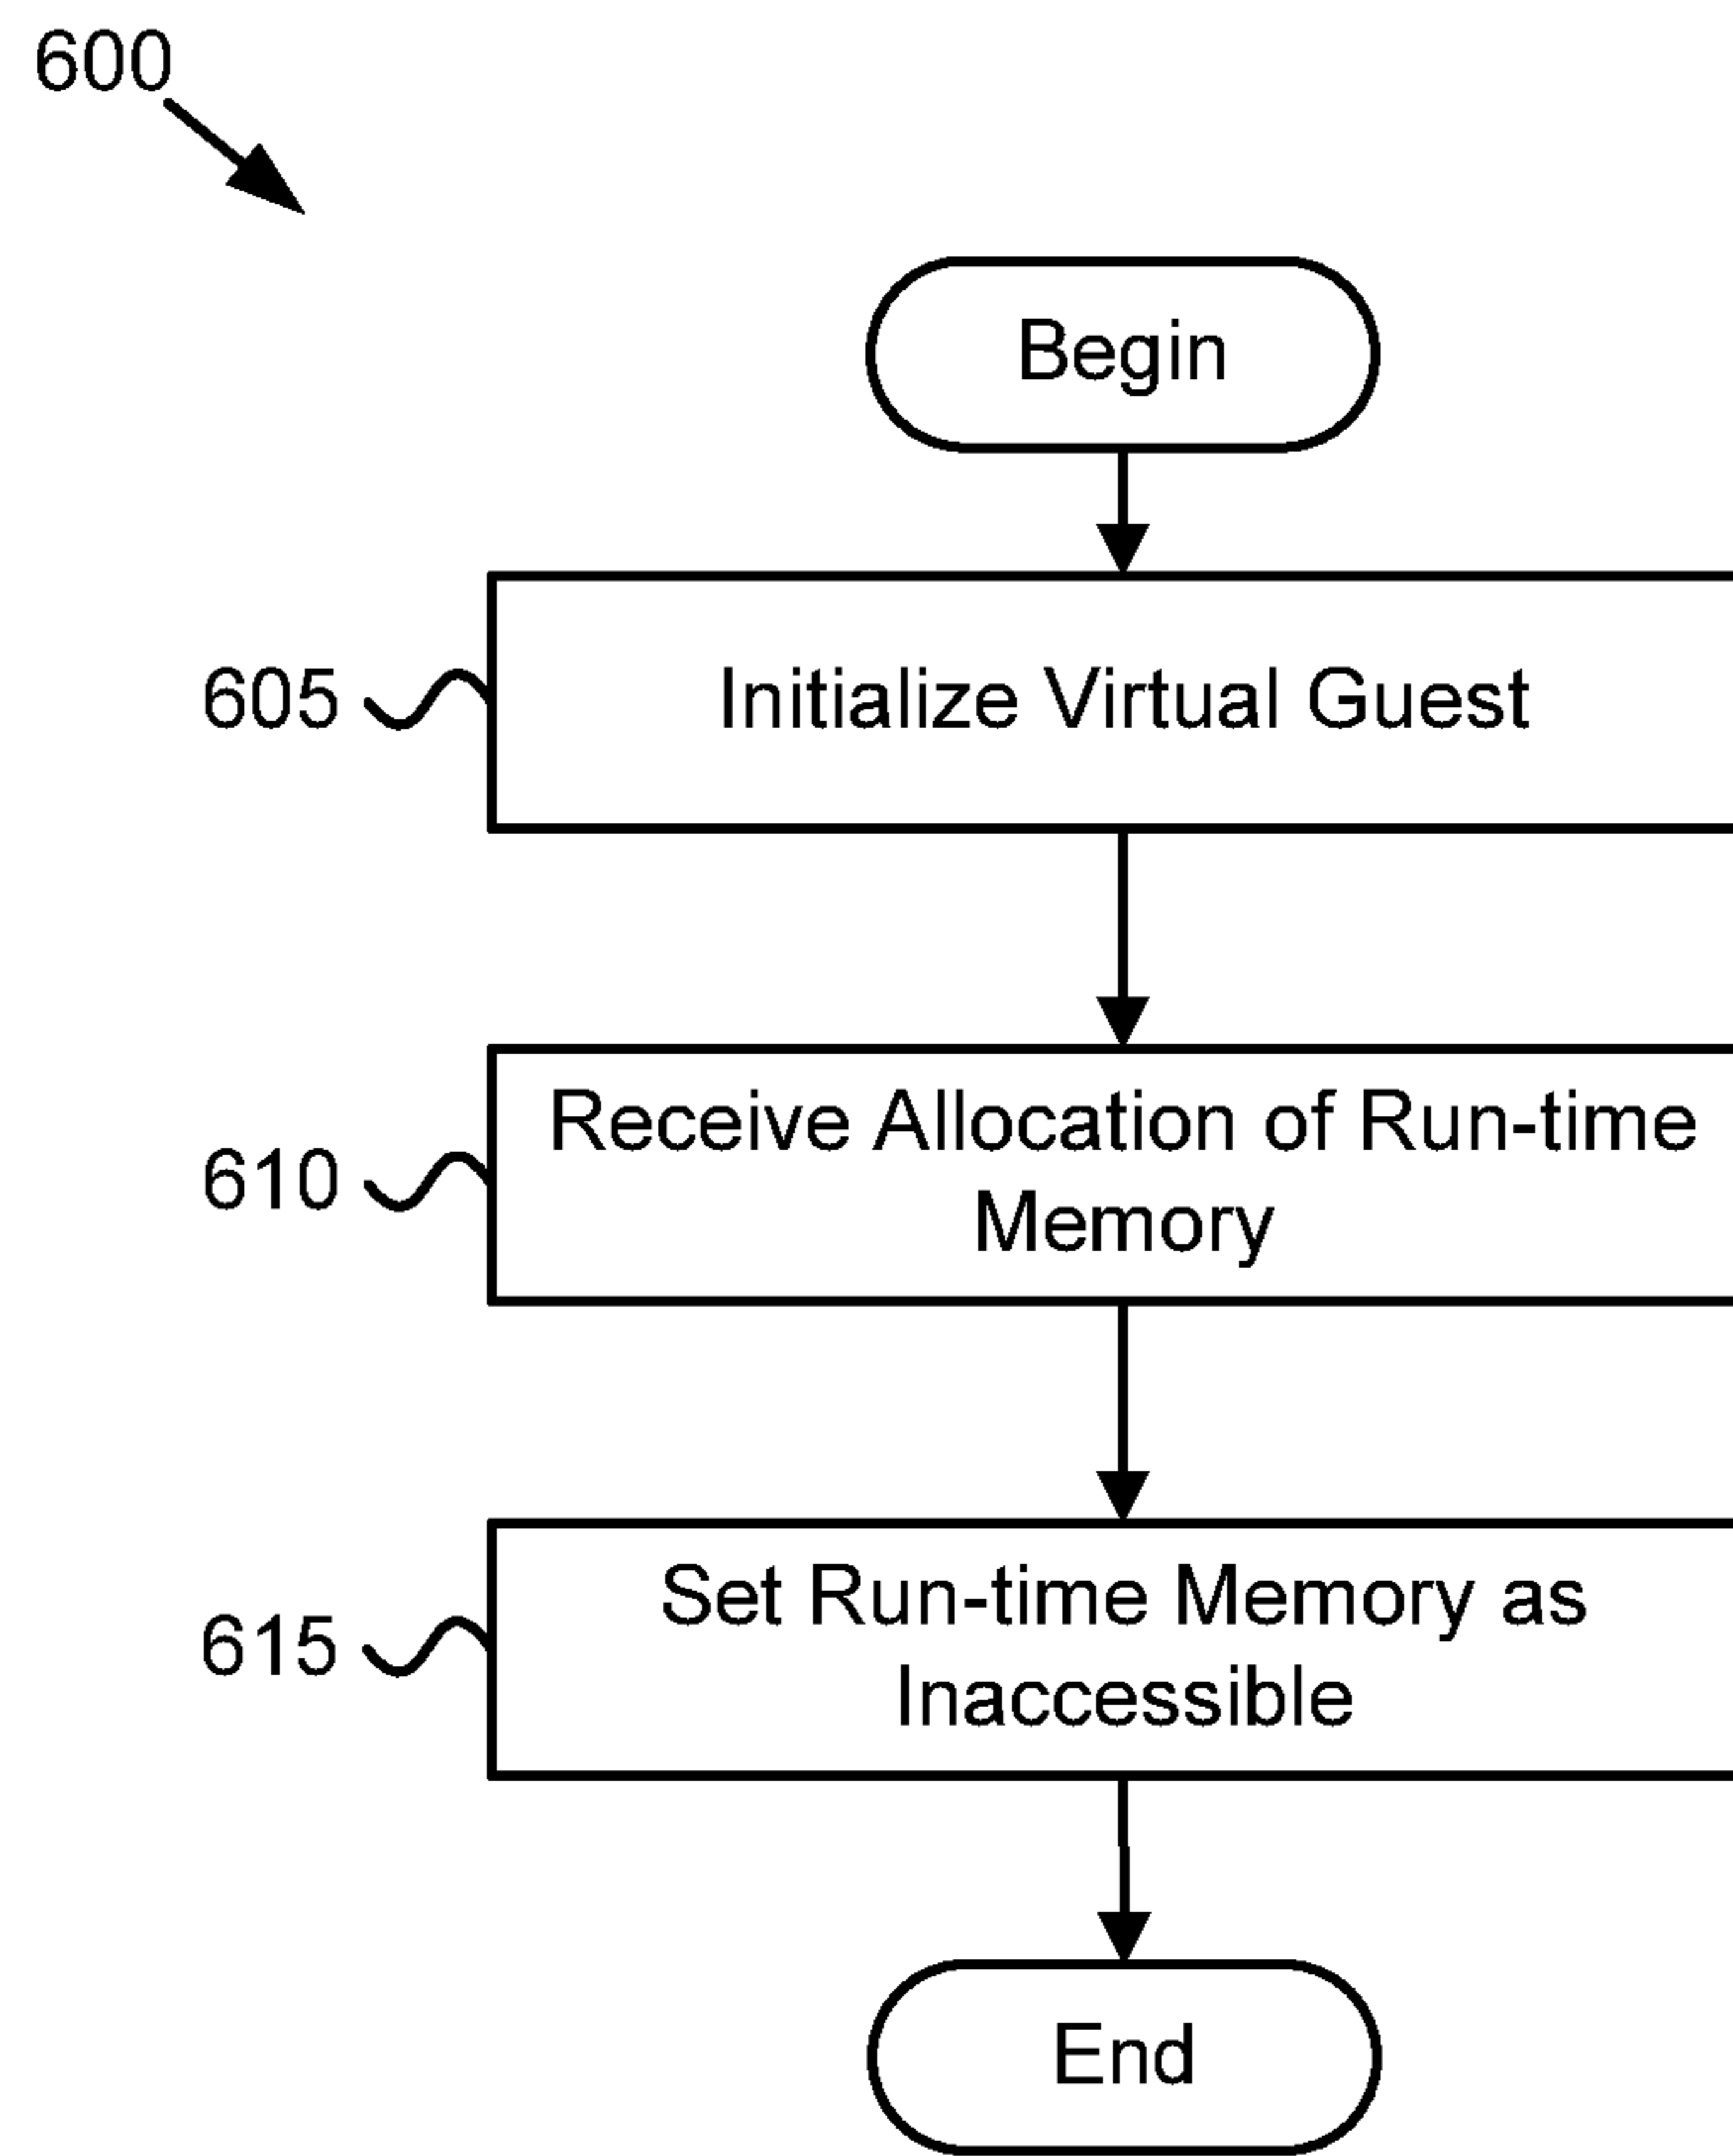 600
Begin
605
Initialize Virtual Guest
610
Receive Allocation of Run-time
Memory
615
Set Run-time Memory as
Inaccessible
End